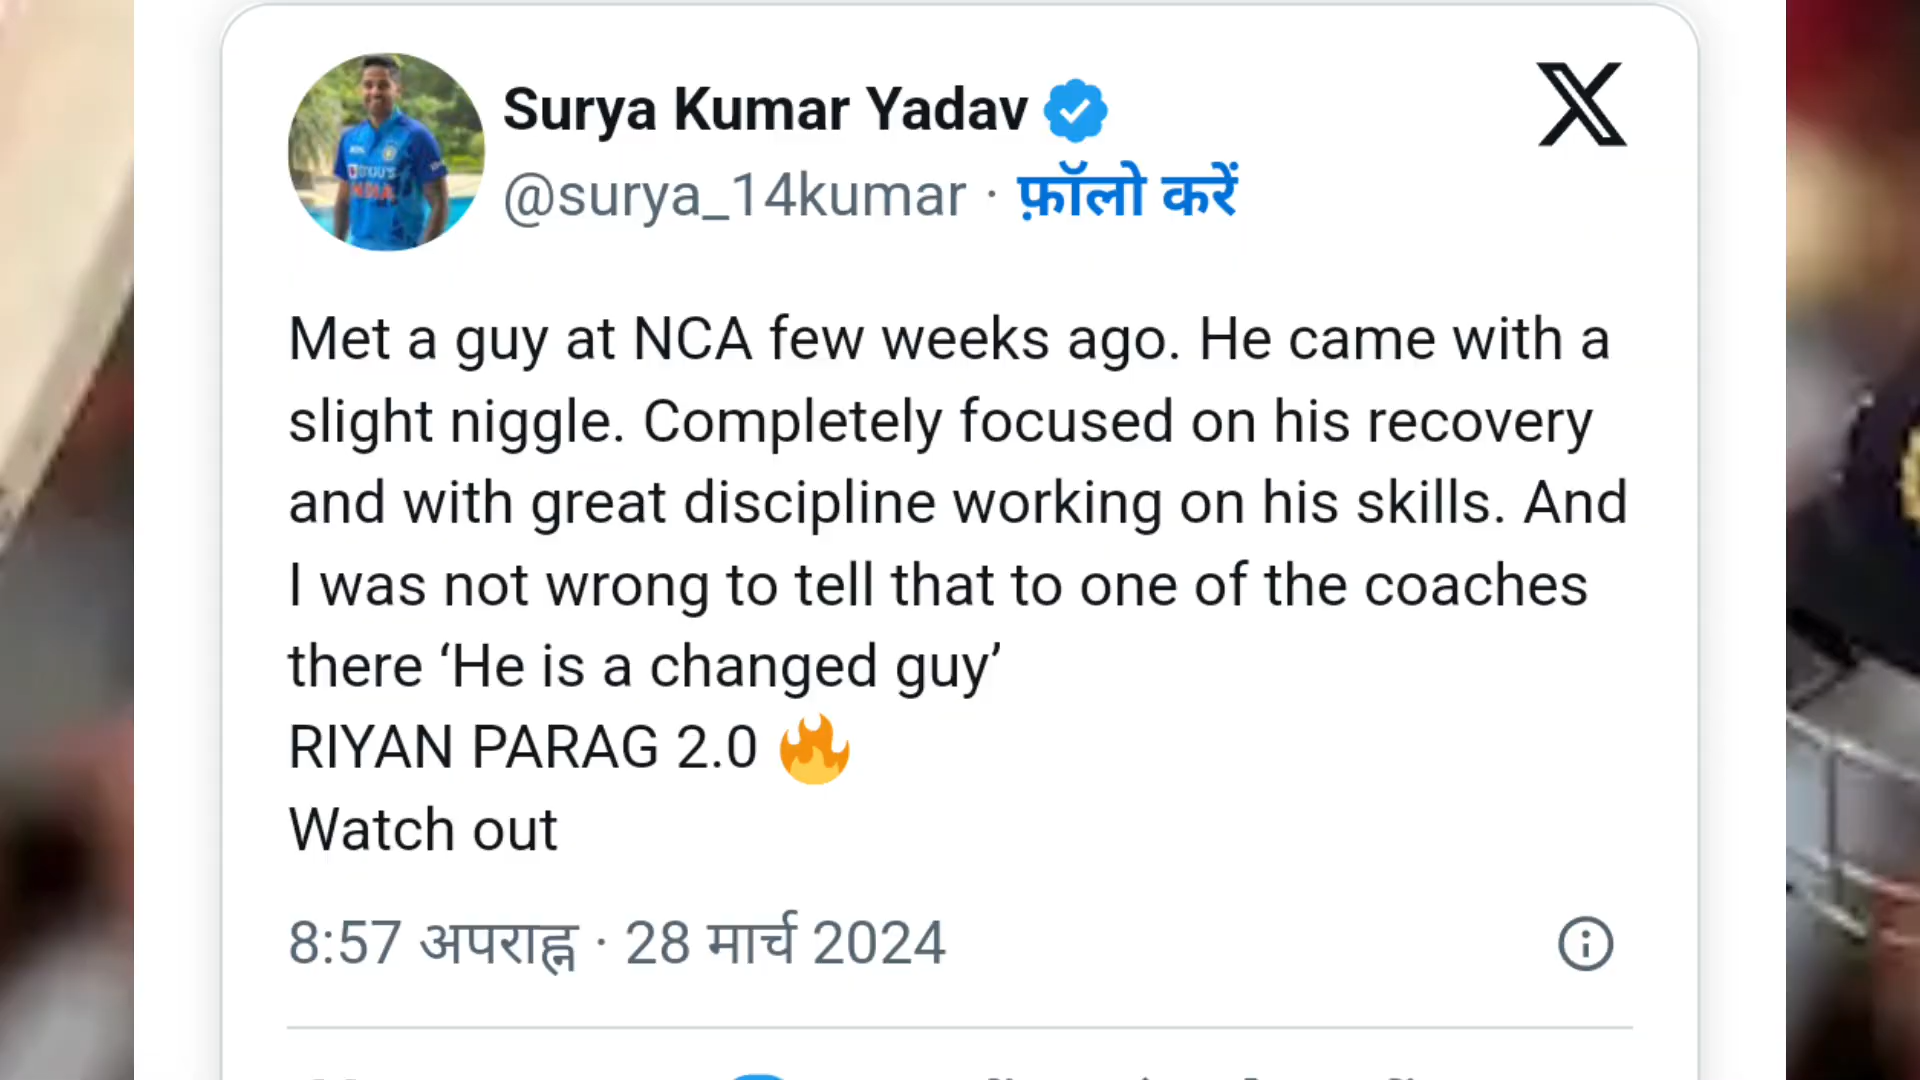 Surya Kumar Yadav
@surya_14kumar · फ़ॉलो करें
Met a guy at NCA few weeks ago. He came with a
slight niggle. Completely focused on his recovery
and with great discipline working on his skills. And
I was not wrong to tell that to one of the coaches
there ‘He is a changed guy’
RIYAN PARAG 2.0 🔥
Watch out
8:57 अपराह्न · 28 मार्च 2024